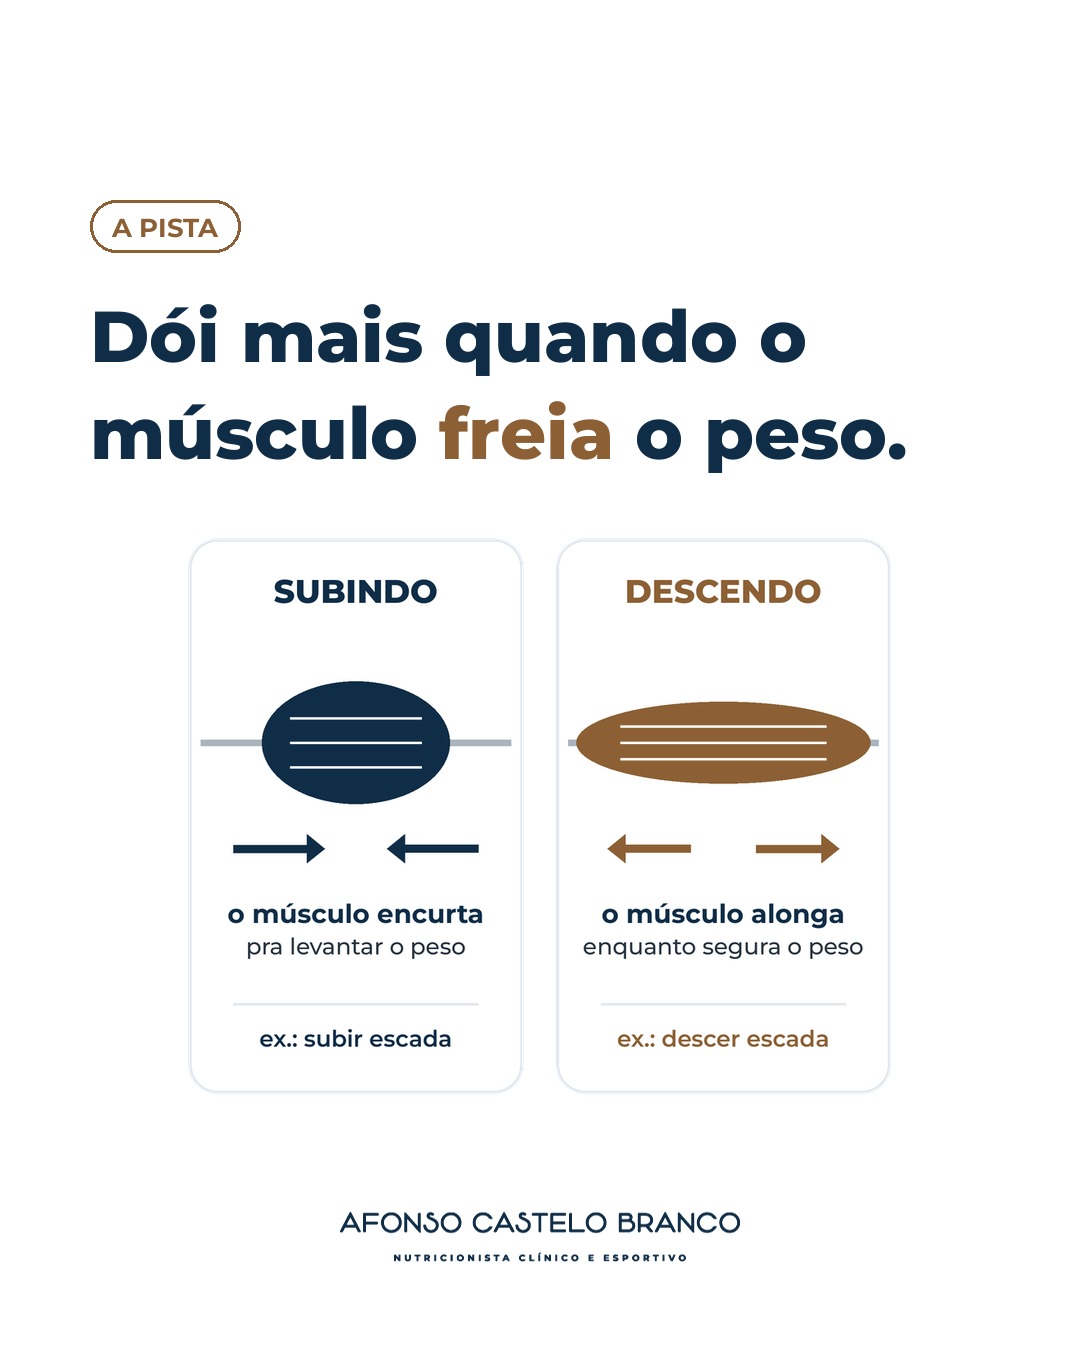 A PISTA
Dói mais quando o
músculo freia o peso.
SUBINDO
o músculo encurta
pra levantar o peso
ex.: subir escada
DESCENDO
o músculo alonga
enquanto segura o peso
ex.: descer escada
AFONSO CASTELO BRANCO
NUTRICIONISTA CLÍNICO E ESPORTIVO